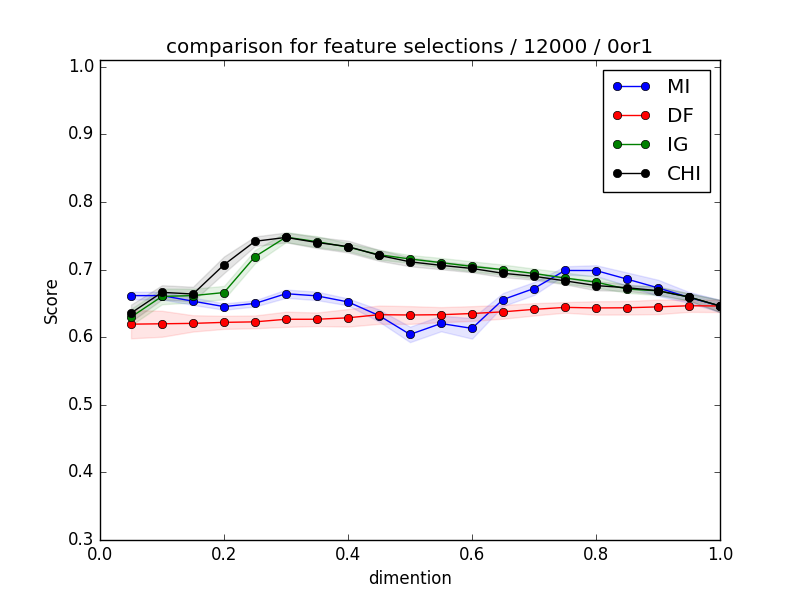 comparison for feature selections / 12000 / 0or1
MI
DF
IG
CHI
1.0
0.9
0.8
0.7
0.6
0.5
0.4
0.3
Score
0.0 0.2 0.4 0.6 0.8 1.0
dimention